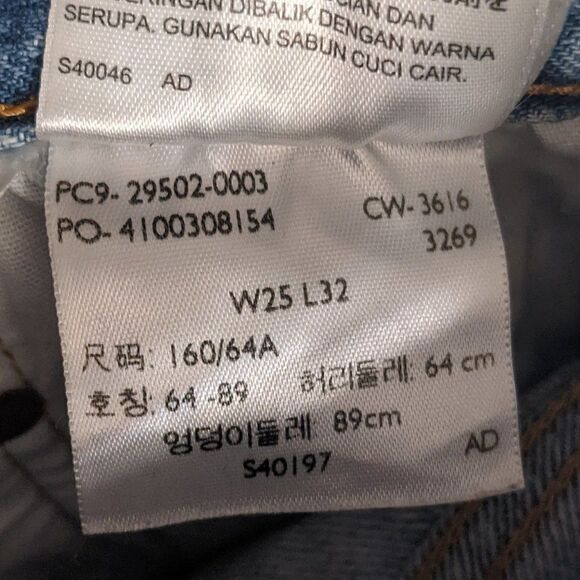 DAN
SERUPA. GUNAKAN SABUN CUCI CAIR.
DIBALIK DENGAN WARNA
S40046 AD
PC9- 29502-0003
PO- 4100308154
CW-3616
3269
W25 L32
尺码: 160/64A
호칭: 64 -89 허리둘레: 64 cm
엉덩이둘레 89cm
S40197 AD